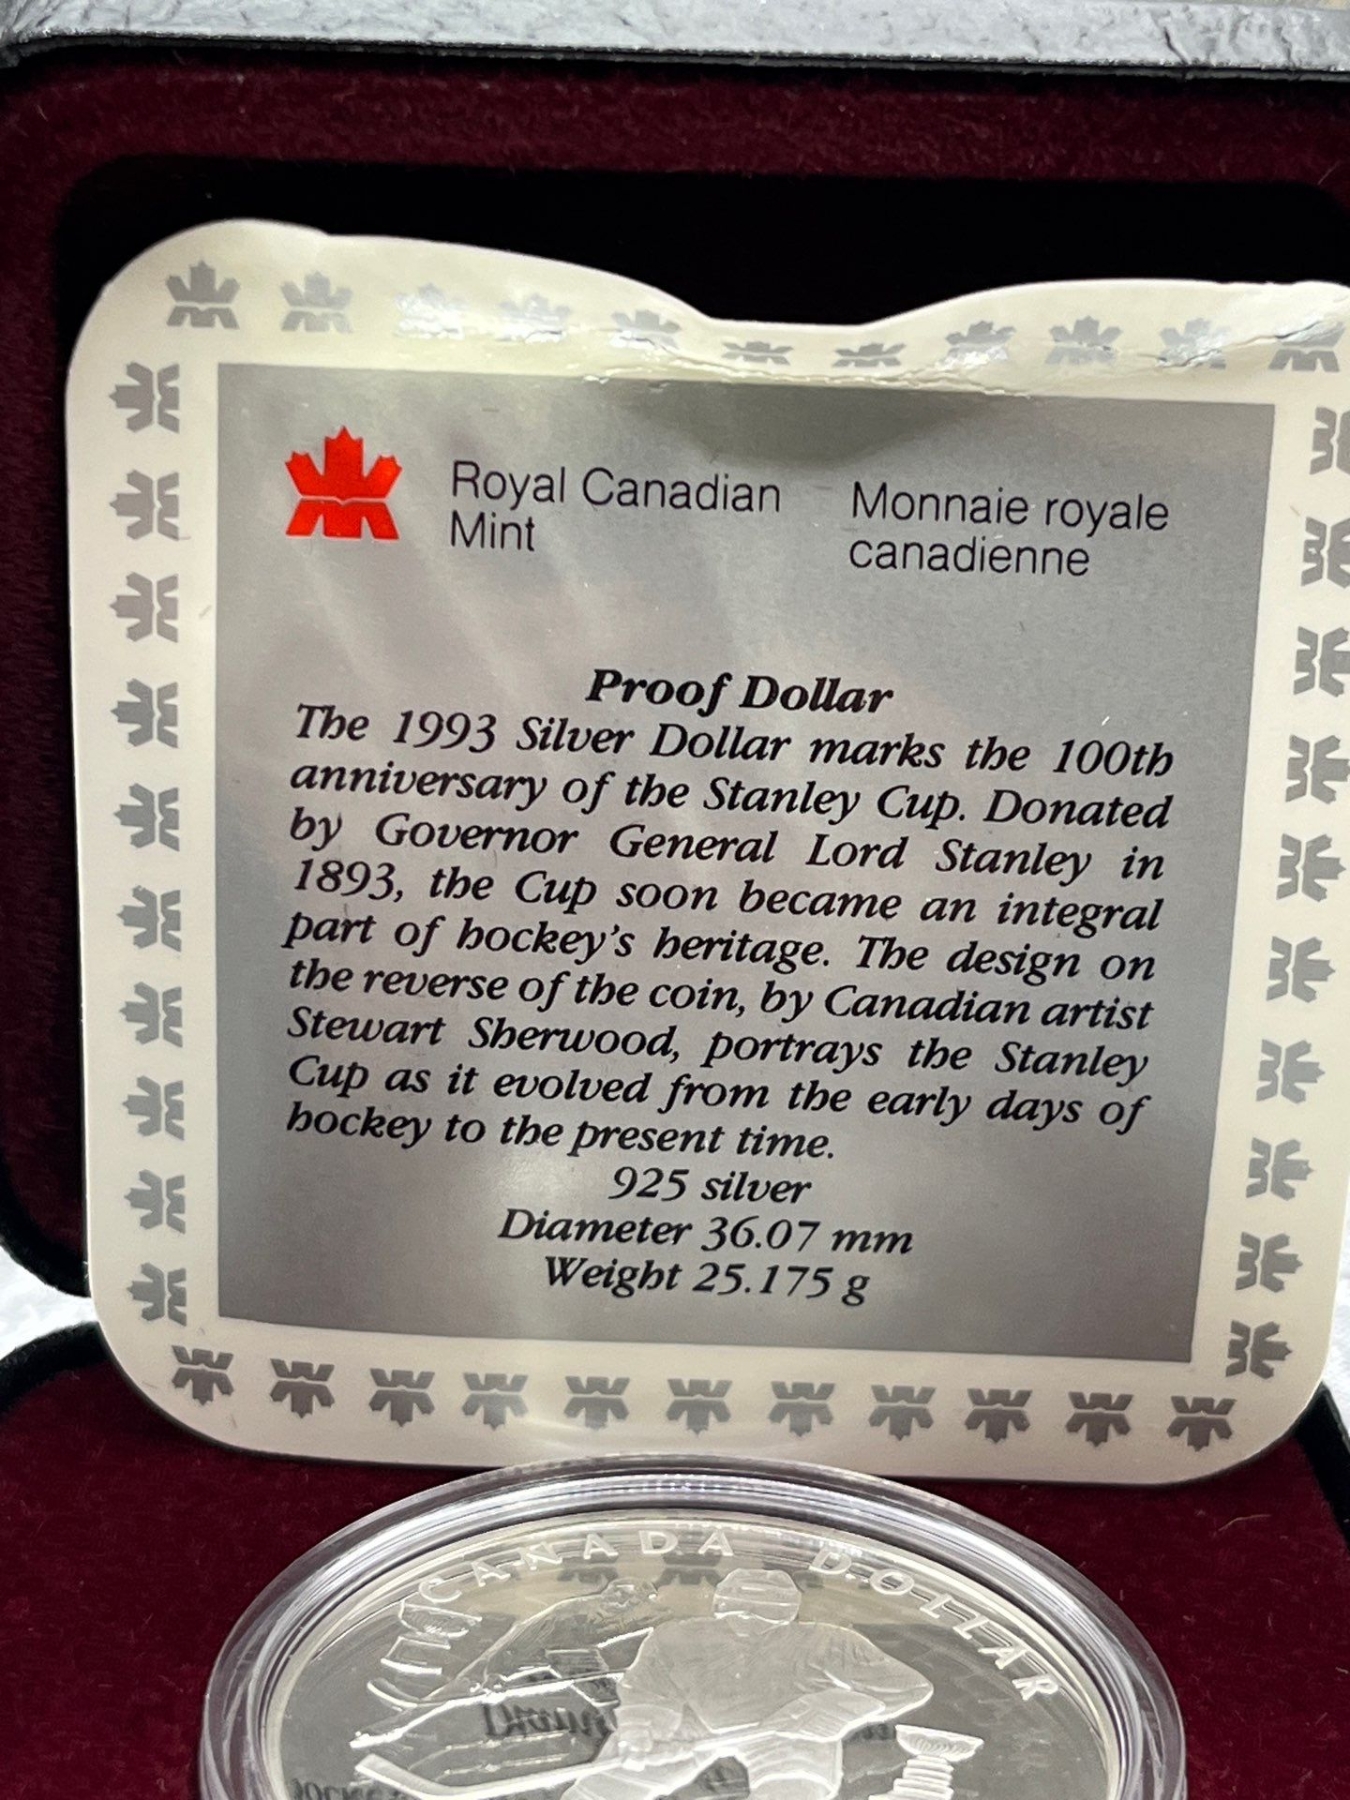 Royal Canadian
Mint
Monnaie royale
canadienne
Proof Dollar
The 1993 Silver Dollar marks the 100th
anniversary of the Stanley Cup. Donated
by Governor General Lord Stanley in
1893, the Cup soon became an integral
part of hockey's heritage. The design on
the reverse of the coin, by Canadian artist
Stewart Sherwood, portrays the Stanley
Cup as it evolved from the early days of
hockey to the present time.
925 silver
Diameter 36.07 mm
Weight 25.175 g
CANADA DOLLAR